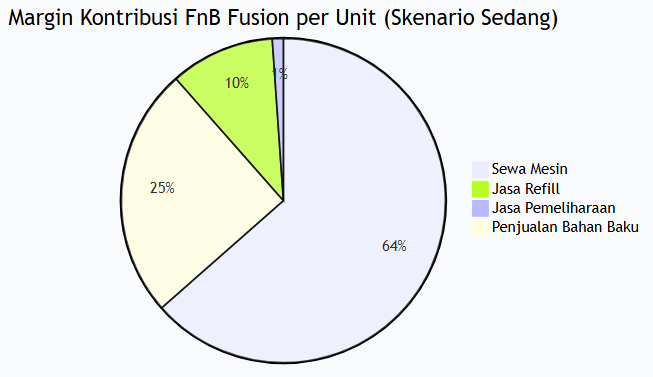 Margin Kontribusi FnB Fusion per Unit (Skenario Sedang)
1%
10%
25%
64%
Sewa Mesin
Jasa Refill
Jasa Pemeliharaan
Penjualan Bahan Baku